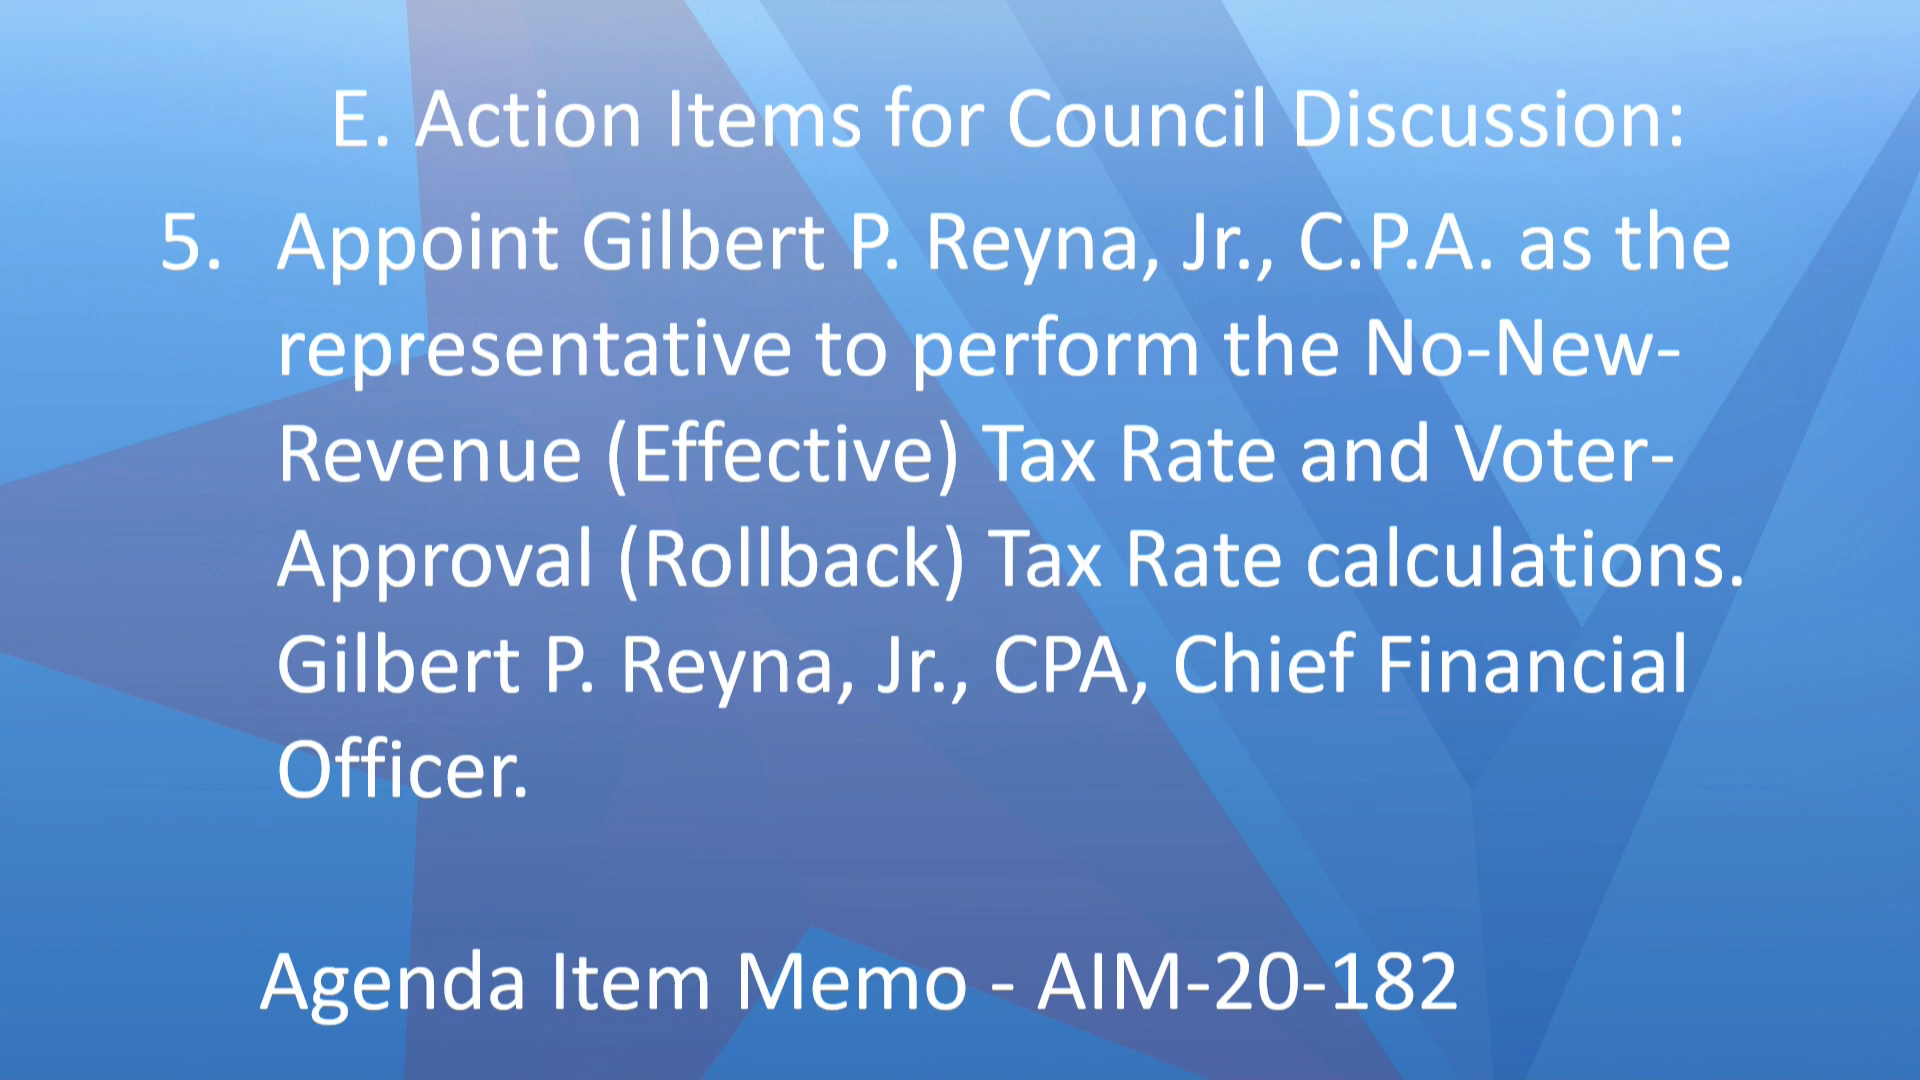 E. Action Items for Council Discussion:
5. Appoint Gilbert P. Reyna, Jr., C.P.A. as the
representative to perform the No-New-
Revenue (Effective) Tax Rate and Voter-
Approval (Rollback) Tax Rate calculations.
Gilbert P. Reyna, Jr., CPA, Chief Financial
Officer.
Agenda Item Memo - AIM-20-182